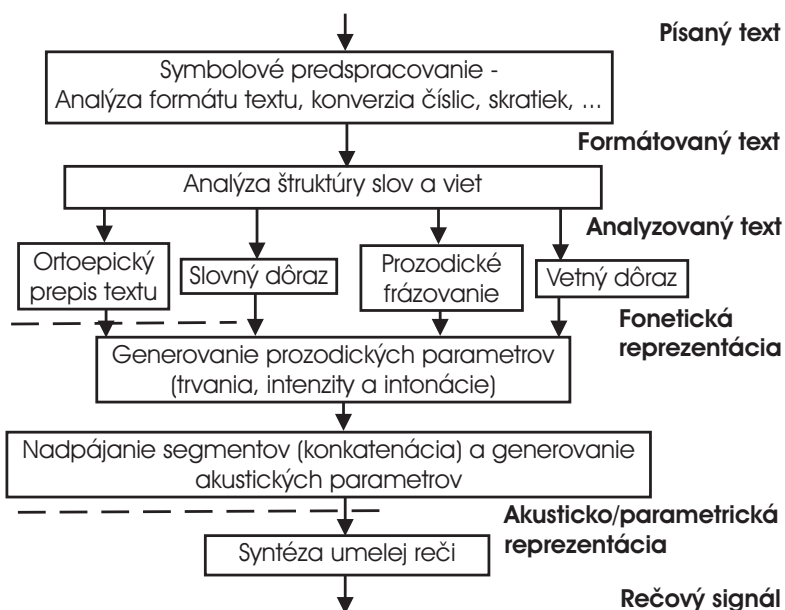 Písaný text
Symbolové predspracovanie -
Analýza formátu textu, konverzia číslic, skratiek, ...
Formátovaný text
Analýza štruktúry slov a viet
Analyzovaný text
Ortoepický
prepis textu
Slovný dôraz
Prozodické
frázovanie
Vetný dôraz
Fonetická
reprezentácia
Generovanie prozodických parametrov
(trvania, intenzity a intonácie)
Nadpájanie segmentov (konkatenácia) a generovanie
akustických parametrov
Akusticko/parametrická
reprezentácia
Syntéza umelej reči
Rečový signál